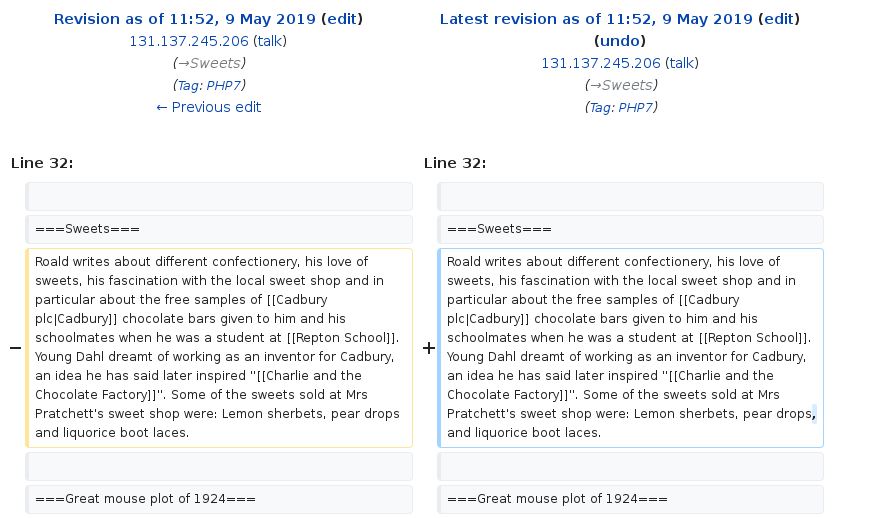 Revision as of 11:52, 9 May 2019 (edit)
131.137.245.206 (talk)
(→Sweets)
(Tag: PHP7)
← Previous edit
Latest revision as of 11:52, 9 May 2019 (edit)
(undo)
131.137.245.206 (talk)
(→Sweets)
(Tag: PHP7)
Line 32:
Line 32:
===Sweets===
===Sweets===
− Roald writes about different confectionery, his love of
sweets, his fascination with the local sweet shop and in
particular about the free samples of [[Cadbury
plc|Cadbury]] chocolate bars given to him and his
schoolmates when he was a student at [[Repton School]].
Young Dahl dreamt of working as an inventor for Cadbury,
an idea he has said later inspired "[[Charlie and the
Chocolate Factory]]". Some of the sweets sold at Mrs
Pratchett's sweet shop were: Lemon sherbets, pear drops
and liquorice boot laces.
+ Roald writes about different confectionery, his love of
sweets, his fascination with the local sweet shop and in
particular about the free samples of [[Cadbury
plc|Cadbury]] chocolate bars given to him and his
schoolmates when he was a student at [[Repton School]].
Young Dahl dreamt of working as an inventor for Cadbury,
an idea he has said later inspired "[[Charlie and the
Chocolate Factory]]". Some of the sweets sold at Mrs
Pratchett's sweet shop were: Lemon sherbets, pear drops,
and liquorice boot laces.
===Great mouse plot of 1924===
===Great mouse plot of 1924===